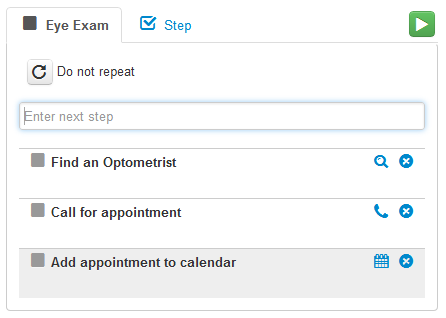 Eye Exam
Step
Do not repeat
Enter next step
Find an Optometrist
Call for appointment
Add appointment to calendar